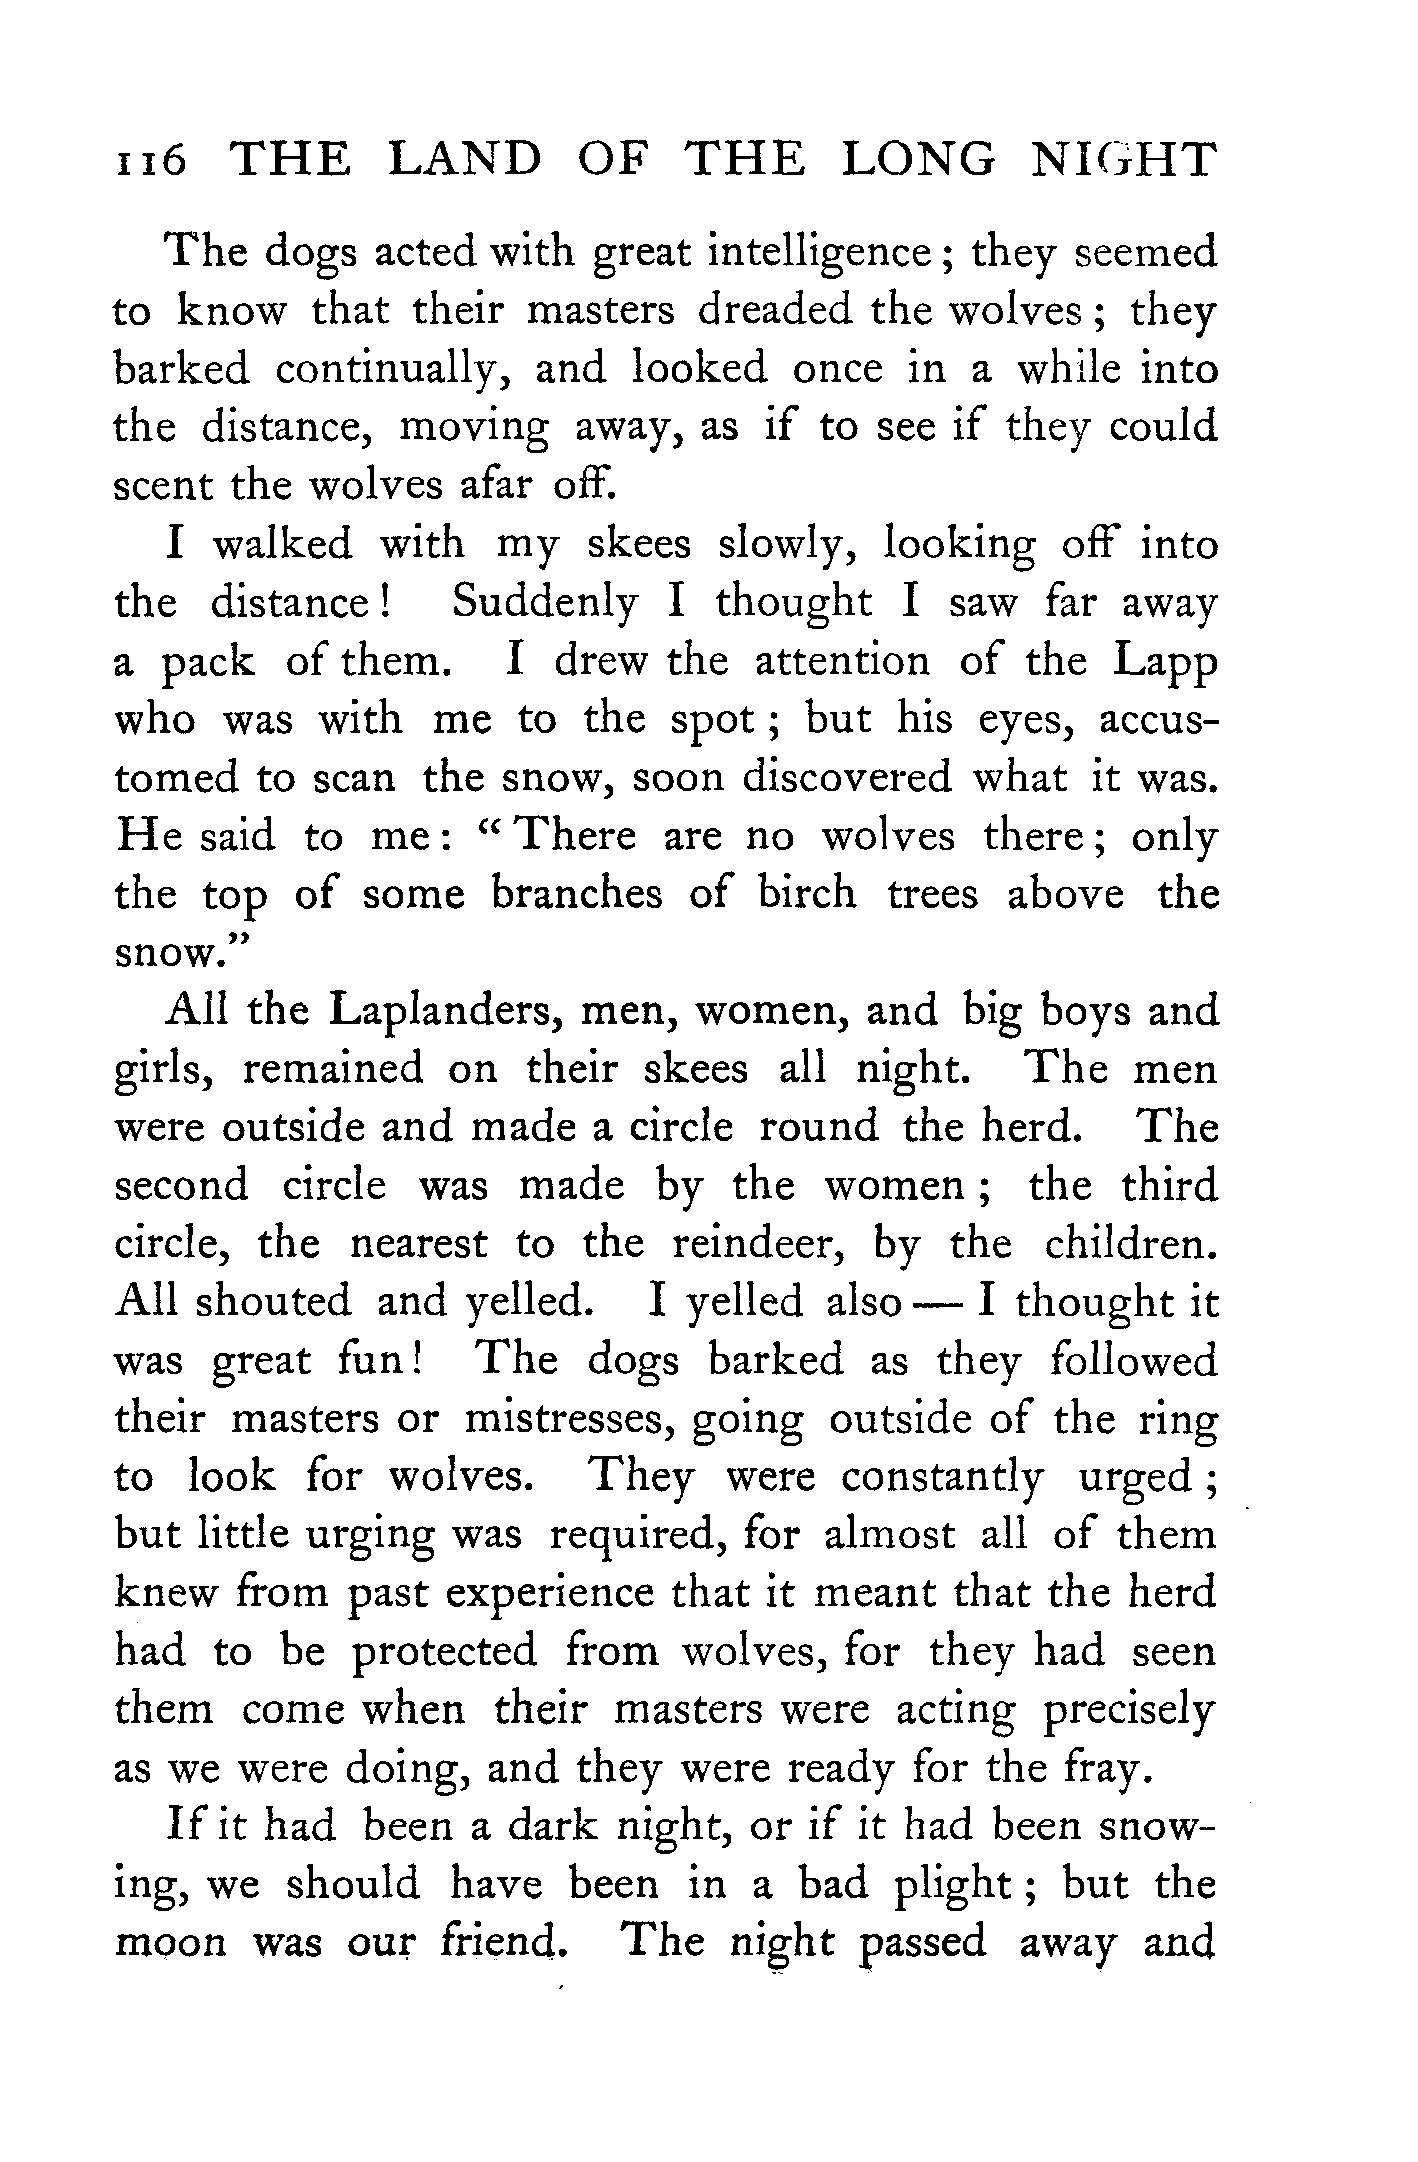 116 THE LAND OF THE LONG NIGHT
The dogs acted with great intelligence ; they seemed
to know that their masters dreaded the wolves ; they
barked continually, and looked once in a while into
the distance, moving away, as if to see if they could
scent the wolves afar off.
I walked with my skees slowly, looking off into
the distance ! Suddenly I thought I saw far away
a pack of them. I drew the attention of the Lapp
who was with me to the spot ; but his eyes, accus-
tomed to scan the snow, soon discovered what it was.
He said to me : “ There are no wolves there ; only
the top of some branches of birch trees above the
snow.”
All the Laplanders, men, women, and big boys and
girls, remained on their skees all night. The men
were outside and made a circle round the herd. The
second circle was made by the women ; the third
circle, the nearest to the reindeer, by the children.
All shouted and yelled. I yelled also — I thought it
was great fun ! The dogs barked as they followed
their masters or mistresses, going outside of the ring
to look for wolves. They were constantly urged ;
but little urging was required, for almost all of them
knew from past experience that it meant that the herd
had to be protected from wolves, for they had seen
them come when their masters were acting precisely
as we were doing, and they were ready for the fray.
If it had been a dark night, or if it had been snow-
ing, we should have been in a bad plight ; but the
moon was our friend. The night passed away and